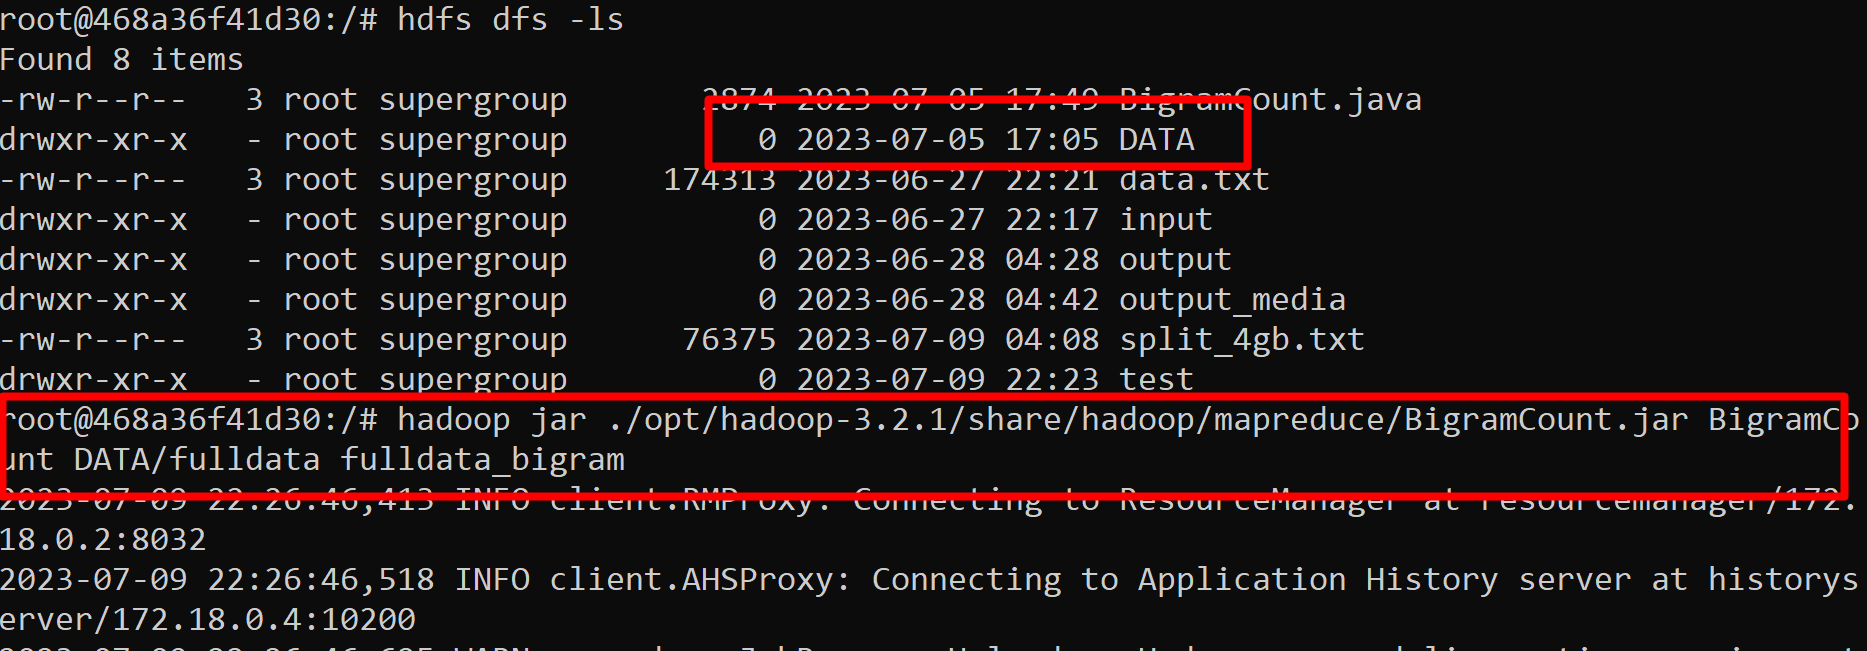 root@468a36f41d30:/# hdfs dfs -ls
Found 8 items
-rw-r--r--   3 root supergroup       2874 2023-07-05 17:49 BigramCount.java
drwxr-xr-x   - root supergroup          0 2023-07-05 17:05 DATA
-rw-r--r--   3 root supergroup     174313 2023-06-27 22:21 data.txt
drwxr-xr-x   - root supergroup          0 2023-06-27 22:17 input
drwxr-xr-x   - root supergroup          0 2023-06-28 04:28 output
drwxr-xr-x   - root supergroup          0 2023-06-28 04:42 output_media
-rw-r--r--   3 root supergroup      76375 2023-07-09 04:08 split_4gb.txt
drwxr-xr-x   - root supergroup          0 2023-07-09 22:23 test
root@468a36f41d30:/# hadoop jar ./opt/hadoop-3.2.1/share/hadoop/mapreduce/BigramCount.jar BigramCo
unt DATA/fulldata fulldata_bigram
2023-07-09 22:26:46,413 INFO client.RMProxy: Connecting to ResourceManager at resourcemanager/172.
18.0.2:8032
2023-07-09 22:26:46,518 INFO client.AHSProxy: Connecting to Application History server at historys
erver/172.18.0.4:10200